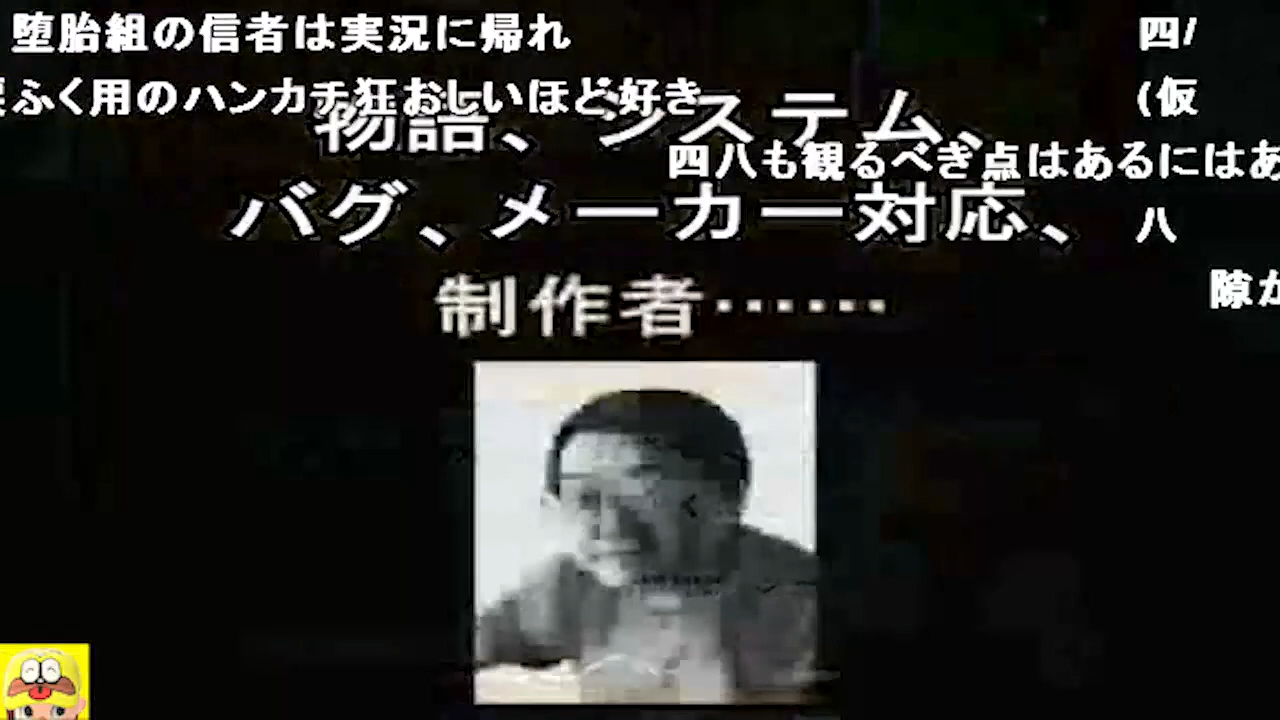 堕胎組の信者は実況に帰れ
四/
ふく用のハンカチ狂おしいほど好き
(仮
物語、システム、
四八も観るべき点はあるにはあ
バグ、メーカー対応、
八
隙が
制作者……